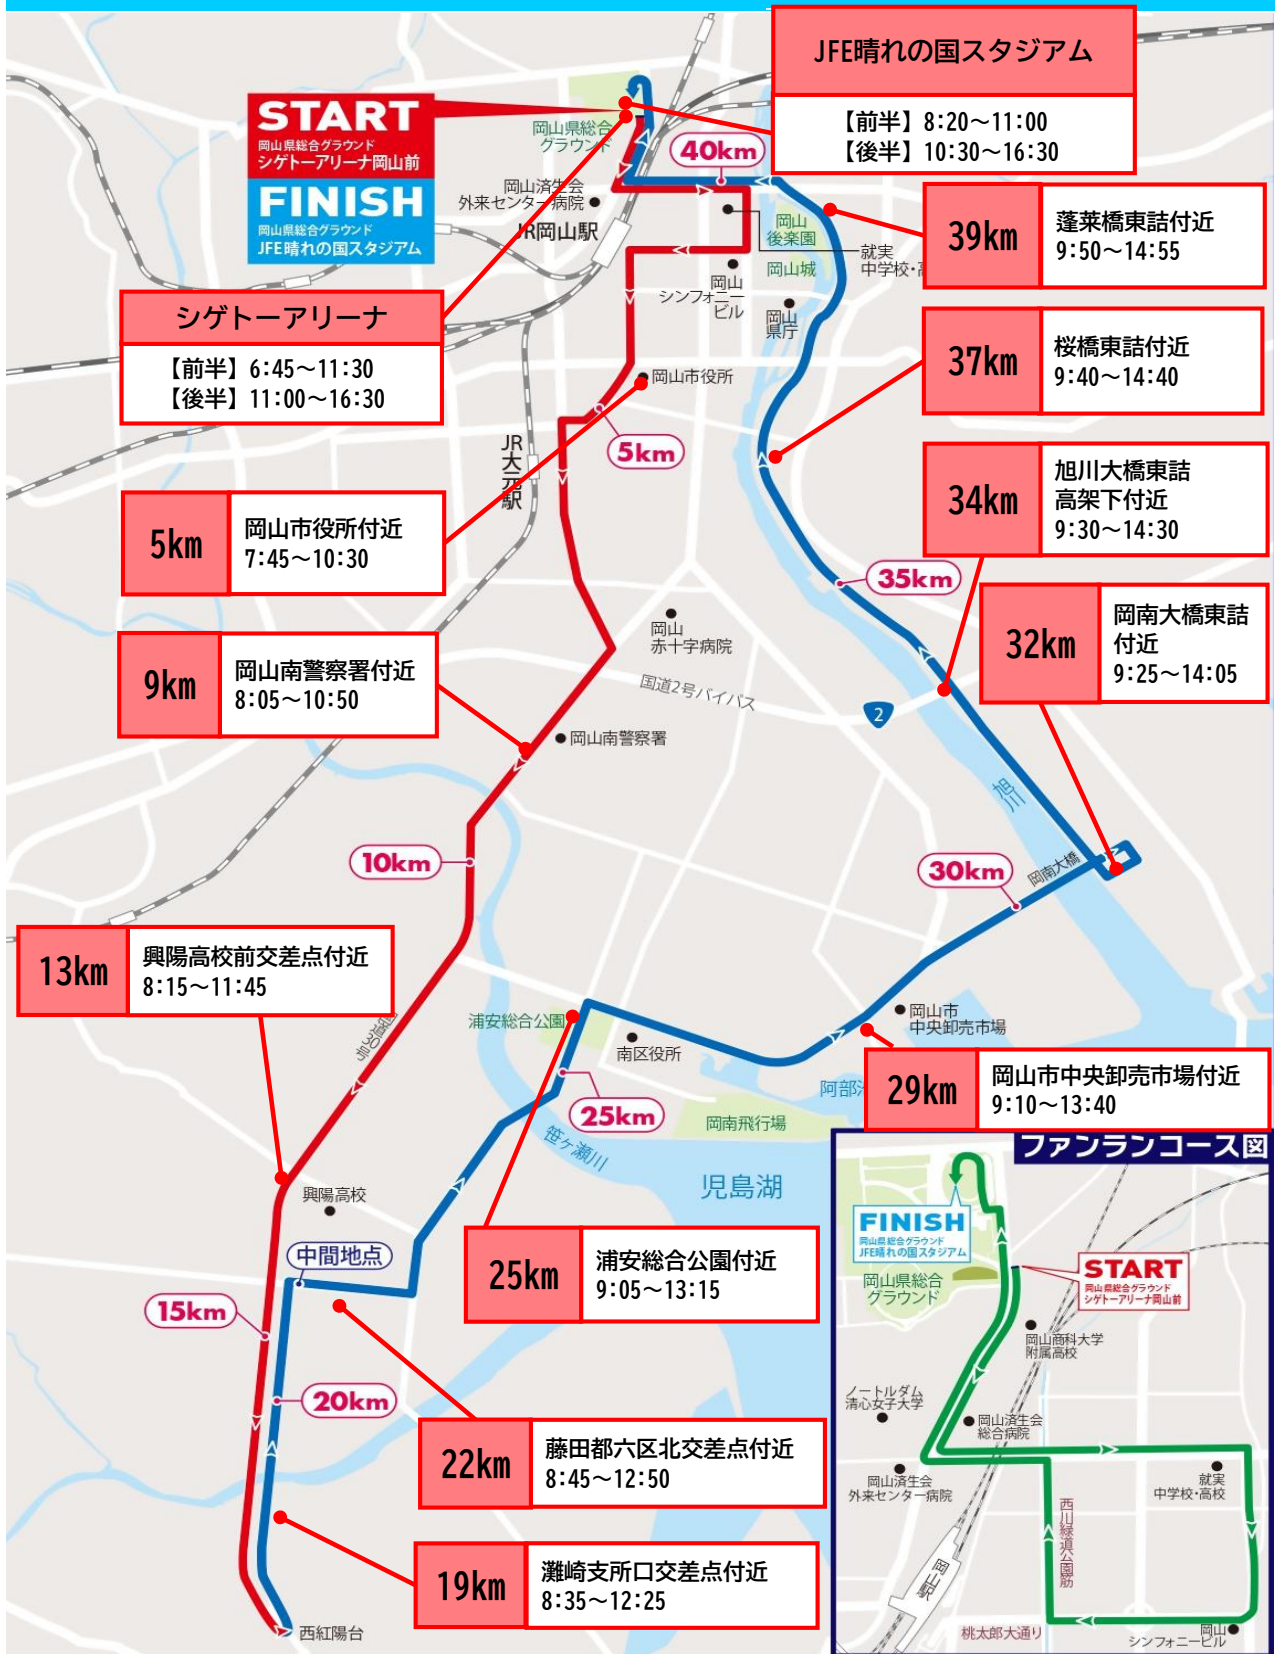 JFE晴れの国スタジアム
【前半】8:20～11:00
【後半】10:30～16:30
START
岡山県総合グラウンド
シゲトーアリーナ岡山前
FINISH
岡山県総合グラウンド
JFE晴れの国スタジアム
岡山県総合
グラウンド
40km
岡山済生会
外来センター病院
JR岡山駅
岡山
後楽園
就実
中学校・高
岡山城
岡山
シンフォニー
ビル
岡山
県庁
39km
蓬莱橋東詰付近
9:50～14:55
シゲトーアリーナ
【前半】6:45～11:30
【後半】11:00～16:30
37km
桜橋東詰付近
9:40～14:40
岡山市役所
5km
JR大元駅
34km
旭川大橋東詰
高架下付近
9:30～14:30
5km
岡山市役所付近
7:45～10:30
35km
32km
岡南大橋東詰
付近
9:25～14:05
岡山
赤十字病院
9km
岡山南警察署付近
8:05～10:50
国道2号バイパス
2
岡山南警察署
旭川
10km
30km
岡南大橋
13km
興陽高校前交差点付近
8:15～11:45
国道30号
浦安総合公園
南区役所
岡山市
中央卸売市場
29km
岡山市中央卸売市場付近
9:10～13:40
阿部
25km
岡南飛行場
笹ヶ瀬川
児島湖
興陽高校
中間地点
25km
浦安総合公園付近
9:05～13:15
15km
20km
22km
藤田都六区北交差点付近
8:45～12:50
19km
灘崎支所口交差点付近
8:35～12:25
西紅陽台
ファンランコース図
FINISH
岡山県総合グラウンド
JFE晴れの国スタジアム
START
岡山県総合グラウンド
シゲトーアリーナ岡山前
岡山県総合
グラウンド
岡山商科大学
附属高校
ノートルダム
清心女子大学
岡山済生会
総合病院
岡山済生会
外来センター病院
就実
中学校・高校
西川緑道公園筋
岡山駅
桃太郎大通り
岡山
シンフォニービル